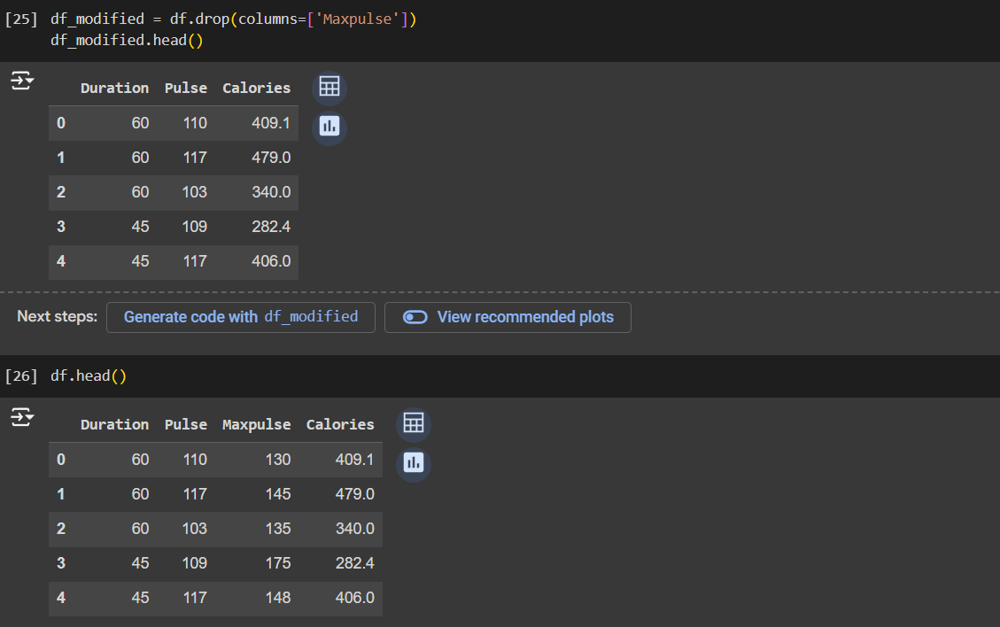 [25] df_modified = df.drop(columns=['Maxpulse'])
df_modified.head()
Duration Pulse Calories
0 60 110 409.1
1 60 117 479.0
2 60 103 340.0
3 45 109 282.4
4 45 117 406.0
Next steps: Generate code with df_modified View recommended plots
[26] df.head()
Duration Pulse Maxpulse Calories
0 60 110 130 409.1
1 60 117 145 479.0
2 60 103 135 340.0
3 45 109 175 282.4
4 45 117 148 406.0